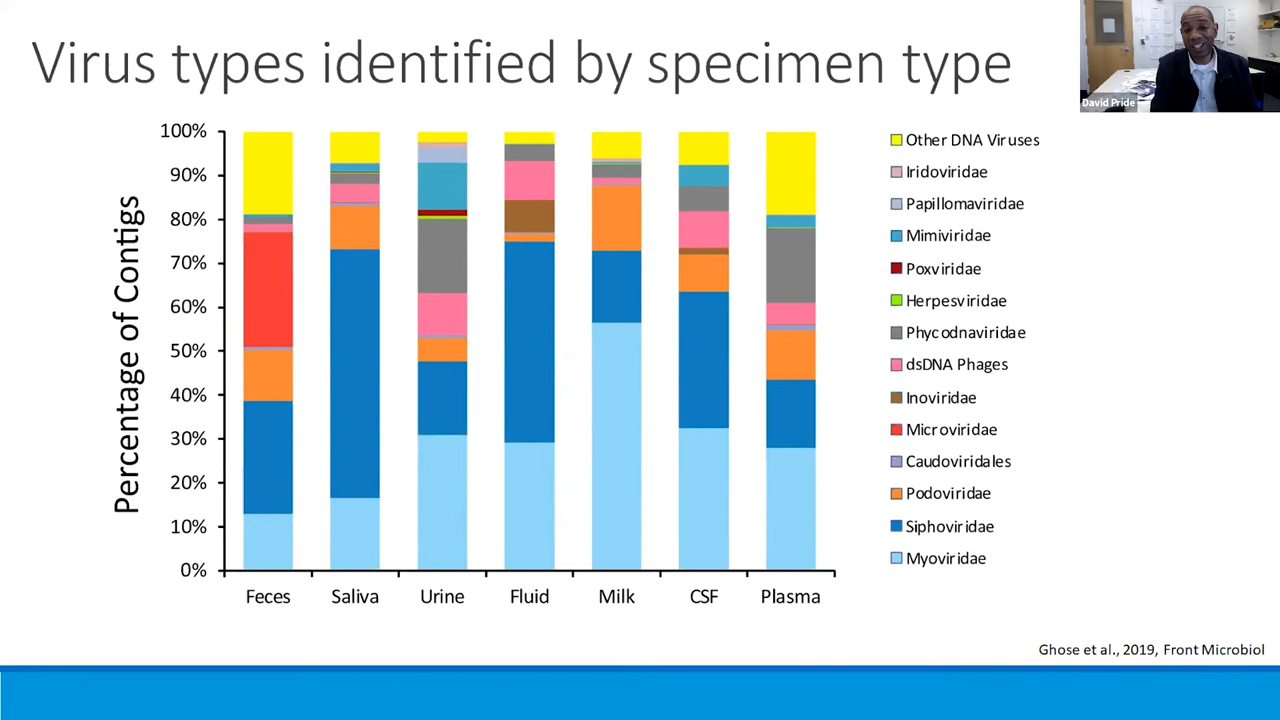 Virus types identified by specimen type
David Pride
Percentage of Contigs
100%
90%
80%
70%
60%
50%
40%
30%
20%
10%
0%
Feces
Saliva
Urine
Fluid
Milk
CSF
Plasma
Other DNA Viruses
Iridoviridae
Papillomaviridae
Mimiviridae
Poxviridae
Herpesviridae
Phycodnaviridae
dsDNA Phages
Inoviridae
Microviridae
Caudoviridales
Podoviridae
Siphoviridae
Myoviridae
Ghose et al., 2019, Front Microbiol